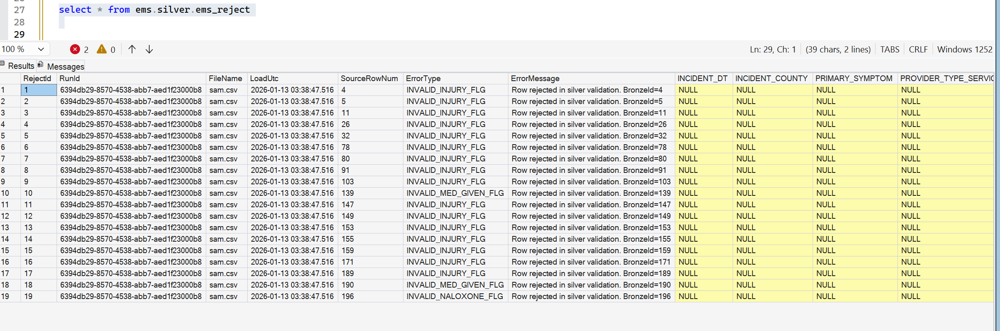 27 select * from ems.silver.ems_reject
28
29
100 % 2 0 Ln: 29, Ch: 1 (39 chars, 2 lines) TABS CRLF Windows 1252
Results Messages
RejectId RunId FileName LoadUtc SourceRowNum ErrorType ErrorMessage INCIDENT_DT INCIDENT_COUNTY PRIMARY_SYMPTOM PROVIDER_TYPE_SERVIC
1 1 6394db29-8570-4538-abb7-aed1f23000b8 sam.csv 2026-01-13 03:38:47.516 4 INVALID_INJURY_FLG Row rejected in silver validation. BronzeId=4 NULL NULL NULL NULL
2 2 6394db29-8570-4538-abb7-aed1f23000b8 sam.csv 2026-01-13 03:38:47.516 5 INVALID_INJURY_FLG Row rejected in silver validation. BronzeId=5 NULL NULL NULL NULL
3 3 6394db29-8570-4538-abb7-aed1f23000b8 sam.csv 2026-01-13 03:38:47.516 11 INVALID_INJURY_FLG Row rejected in silver validation. BronzeId=11 NULL NULL NULL NULL
4 4 6394db29-8570-4538-abb7-aed1f23000b8 sam.csv 2026-01-13 03:38:47.516 26 INVALID_INJURY_FLG Row rejected in silver validation. BronzeId=26 NULL NULL NULL NULL
5 5 6394db29-8570-4538-abb7-aed1f23000b8 sam.csv 2026-01-13 03:38:47.516 32 INVALID_INJURY_FLG Row rejected in silver validation. BronzeId=32 NULL NULL NULL NULL
6 6 6394db29-8570-4538-abb7-aed1f23000b8 sam.csv 2026-01-13 03:38:47.516 78 INVALID_INJURY_FLG Row rejected in silver validation. BronzeId=78 NULL NULL NULL NULL
7 7 6394db29-8570-4538-abb7-aed1f23000b8 sam.csv 2026-01-13 03:38:47.516 80 INVALID_INJURY_FLG Row rejected in silver validation. BronzeId=80 NULL NULL NULL NULL
8 8 6394db29-8570-4538-abb7-aed1f23000b8 sam.csv 2026-01-13 03:38:47.516 91 INVALID_INJURY_FLG Row rejected in silver validation. BronzeId=91 NULL NULL NULL NULL
9 9 6394db29-8570-4538-abb7-aed1f23000b8 sam.csv 2026-01-13 03:38:47.516 103 INVALID_INJURY_FLG Row rejected in silver validation. BronzeId=103 NULL NULL NULL NULL
10 10 6394db29-8570-4538-abb7-aed1f23000b8 sam.csv 2026-01-13 03:38:47.516 139 INVALID_MED_GIVEN_FLG Row rejected in silver validation. BronzeId=139 NULL NULL NULL NULL
11 11 6394db29-8570-4538-abb7-aed1f23000b8 sam.csv 2026-01-13 03:38:47.516 147 INVALID_INJURY_FLG Row rejected in silver validation. BronzeId=147 NULL NULL NULL NULL
12 12 6394db29-8570-4538-abb7-aed1f23000b8 sam.csv 2026-01-13 03:38:47.516 149 INVALID_INJURY_FLG Row rejected in silver validation. BronzeId=149 NULL NULL NULL NULL
13 13 6394db29-8570-4538-abb7-aed1f23000b8 sam.csv 2026-01-13 03:38:47.516 153 INVALID_INJURY_FLG Row rejected in silver validation. BronzeId=153 NULL NULL NULL NULL
14 14 6394db29-8570-4538-abb7-aed1f23000b8 sam.csv 2026-01-13 03:38:47.516 155 INVALID_INJURY_FLG Row rejected in silver validation. BronzeId=155 NULL NULL NULL NULL
15 15 6394db29-8570-4538-abb7-aed1f23000b8 sam.csv 2026-01-13 03:38:47.516 159 INVALID_INJURY_FLG Row rejected in silver validation. BronzeId=159 NULL NULL NULL NULL
16 16 6394db29-8570-4538-abb7-aed1f23000b8 sam.csv 2026-01-13 03:38:47.516 171 INVALID_INJURY_FLG Row rejected in silver validation. BronzeId=171 NULL NULL NULL NULL
17 17 6394db29-8570-4538-abb7-aed1f23000b8 sam.csv 2026-01-13 03:38:47.516 189 INVALID_INJURY_FLG Row rejected in silver validation. BronzeId=189 NULL NULL NULL NULL
18 18 6394db29-8570-4538-abb7-aed1f23000b8 sam.csv 2026-01-13 03:38:47.516 190 INVALID_MED_GIVEN_FLG Row rejected in silver validation. BronzeId=190 NULL NULL NULL NULL
19 19 6394db29-8570-4538-abb7-aed1f23000b8 sam.csv 2026-01-13 03:38:47.516 196 INVALID_NALOXONE_FLG Row rejected in silver validation. BronzeId=196 NULL NULL NULL NULL